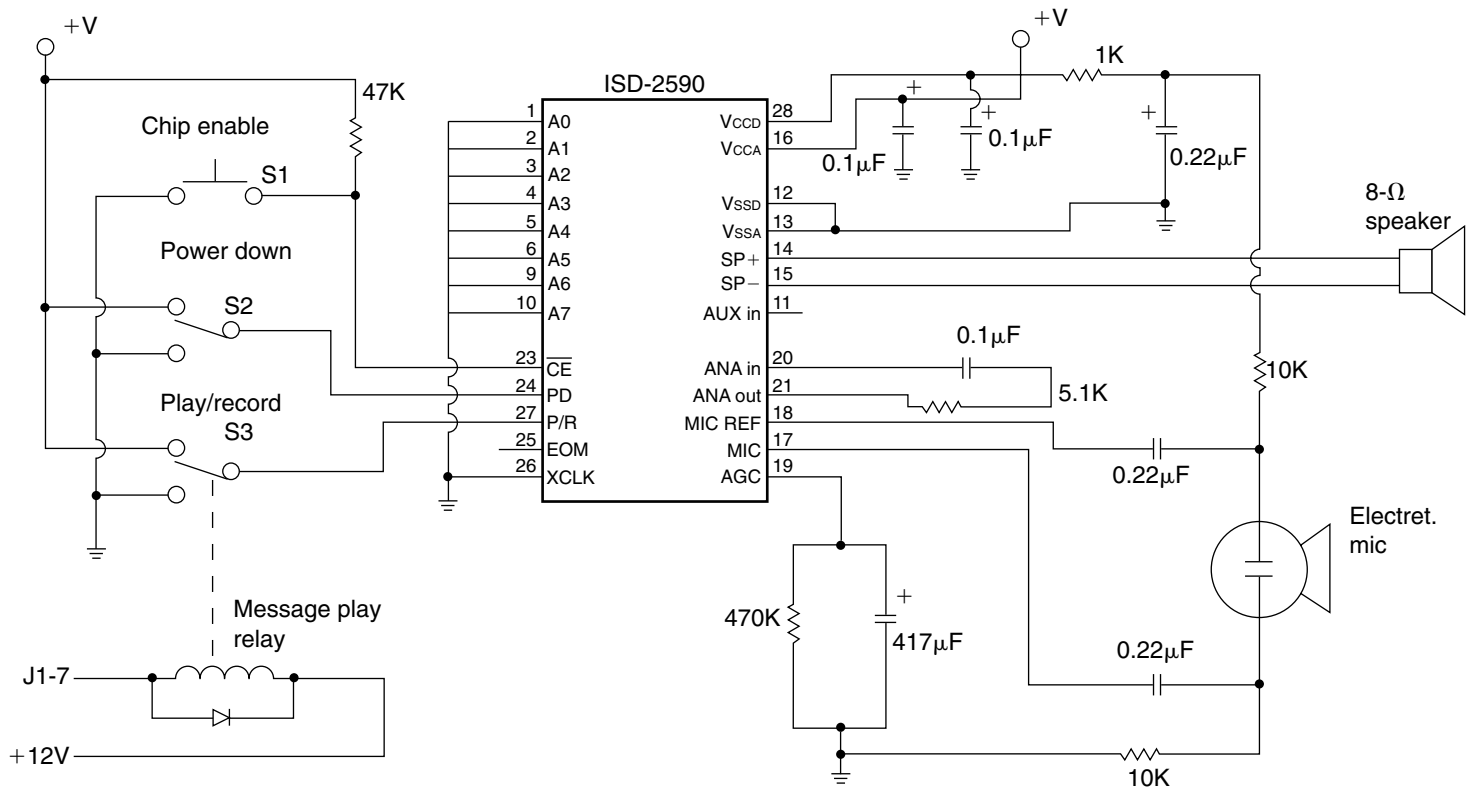 +V
47K
Chip enable
S1
Power down
S2
Play/record
S3
Message play
relay
J1-7
+12V
ISD-2590
1 A0
2 A1
3 A2
4 A3
5 A4
6 A5
9 A6
10 A7
23 CE
24 PD
27 P/R
25 EOM
26 XCLK
VCCD 28
VCCA 16
VSSD 12
VSSA 13
SP+ 14
SP− 15
AUX in 11
ANA in 20
ANA out 21
MIC REF 18
MIC 17
AGC 19
+V
1K
+
0.1µF
+
0.1µF
+
0.22µF
8-Ω
speaker
0.1µF
5.1K
10K
0.22µF
Electret.
mic
470K
+
417µF
0.22µF
10K